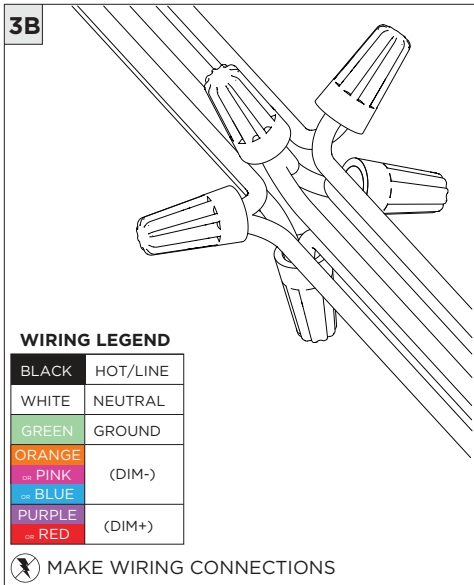 3B
WIRING LEGEND
BLACK HOT/LINE
WHITE NEUTRAL
GREEN GROUND
ORANGE
OR PINK (DIM-)
OR BLUE
PURPLE
OR RED (DIM+)
MAKE WIRING CONNECTIONS